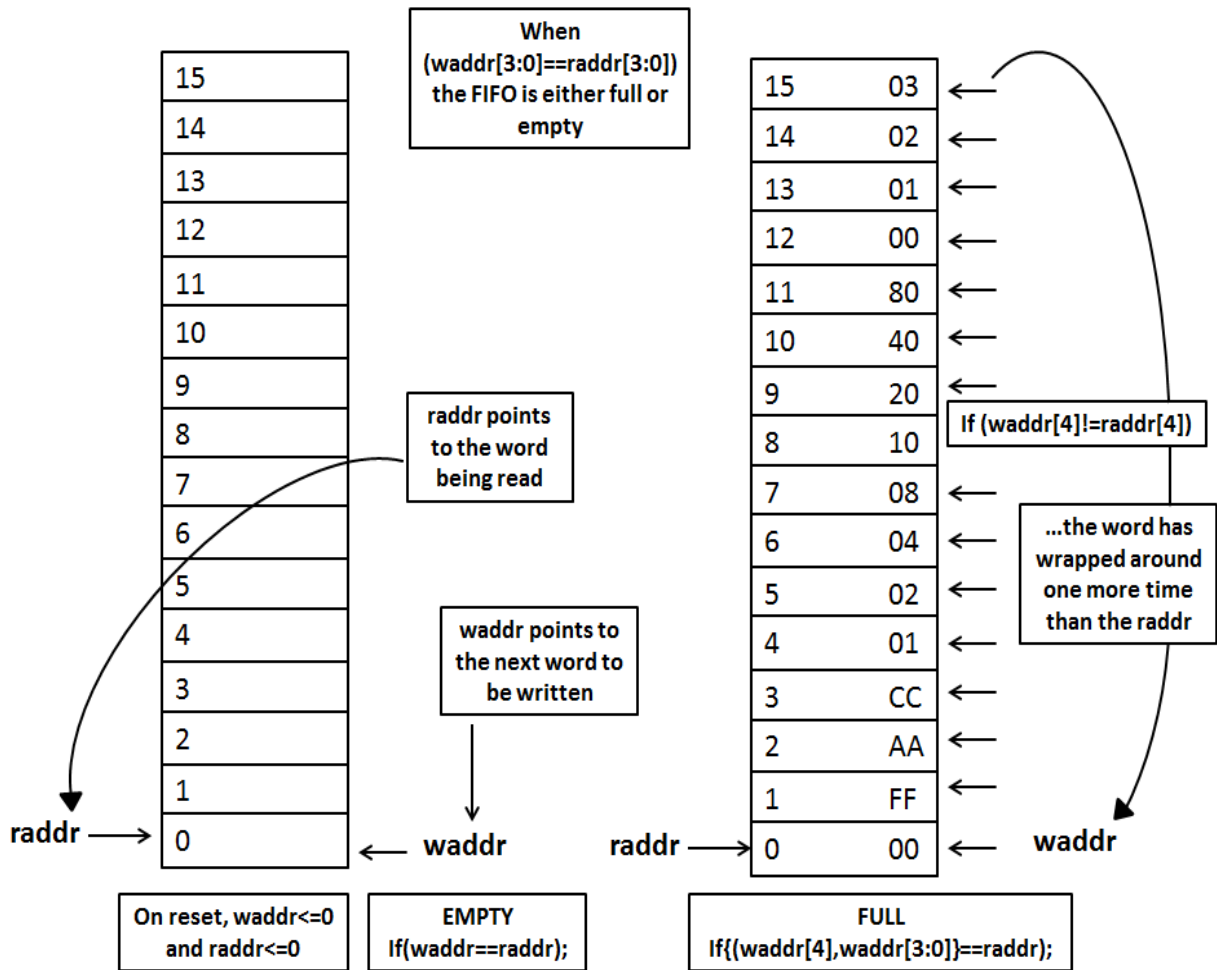 When
(waddr[3:0]==raddr[3:0])
the FIFO is either full or
empty
15
14
13
12
11
10
9
8
7
6
5
4
3
2
1
0
raddr points
to the word
being read
waddr points to
the next word to
be written
raddr
waddr
On reset, waddr<=0
and raddr<=0
EMPTY
If(waddr==raddr);
15 03
14 02
13 01
12 00
11 80
10 40
9 20
8 10
7 08
6 04
5 02
4 01
3 CC
2 AA
1 FF
0 00
If (waddr[4]!=raddr[4])
...the word has
wrapped around
one more time
than the raddr
raddr
waddr
FULL
If{(waddr[4],waddr[3:0]}==raddr);